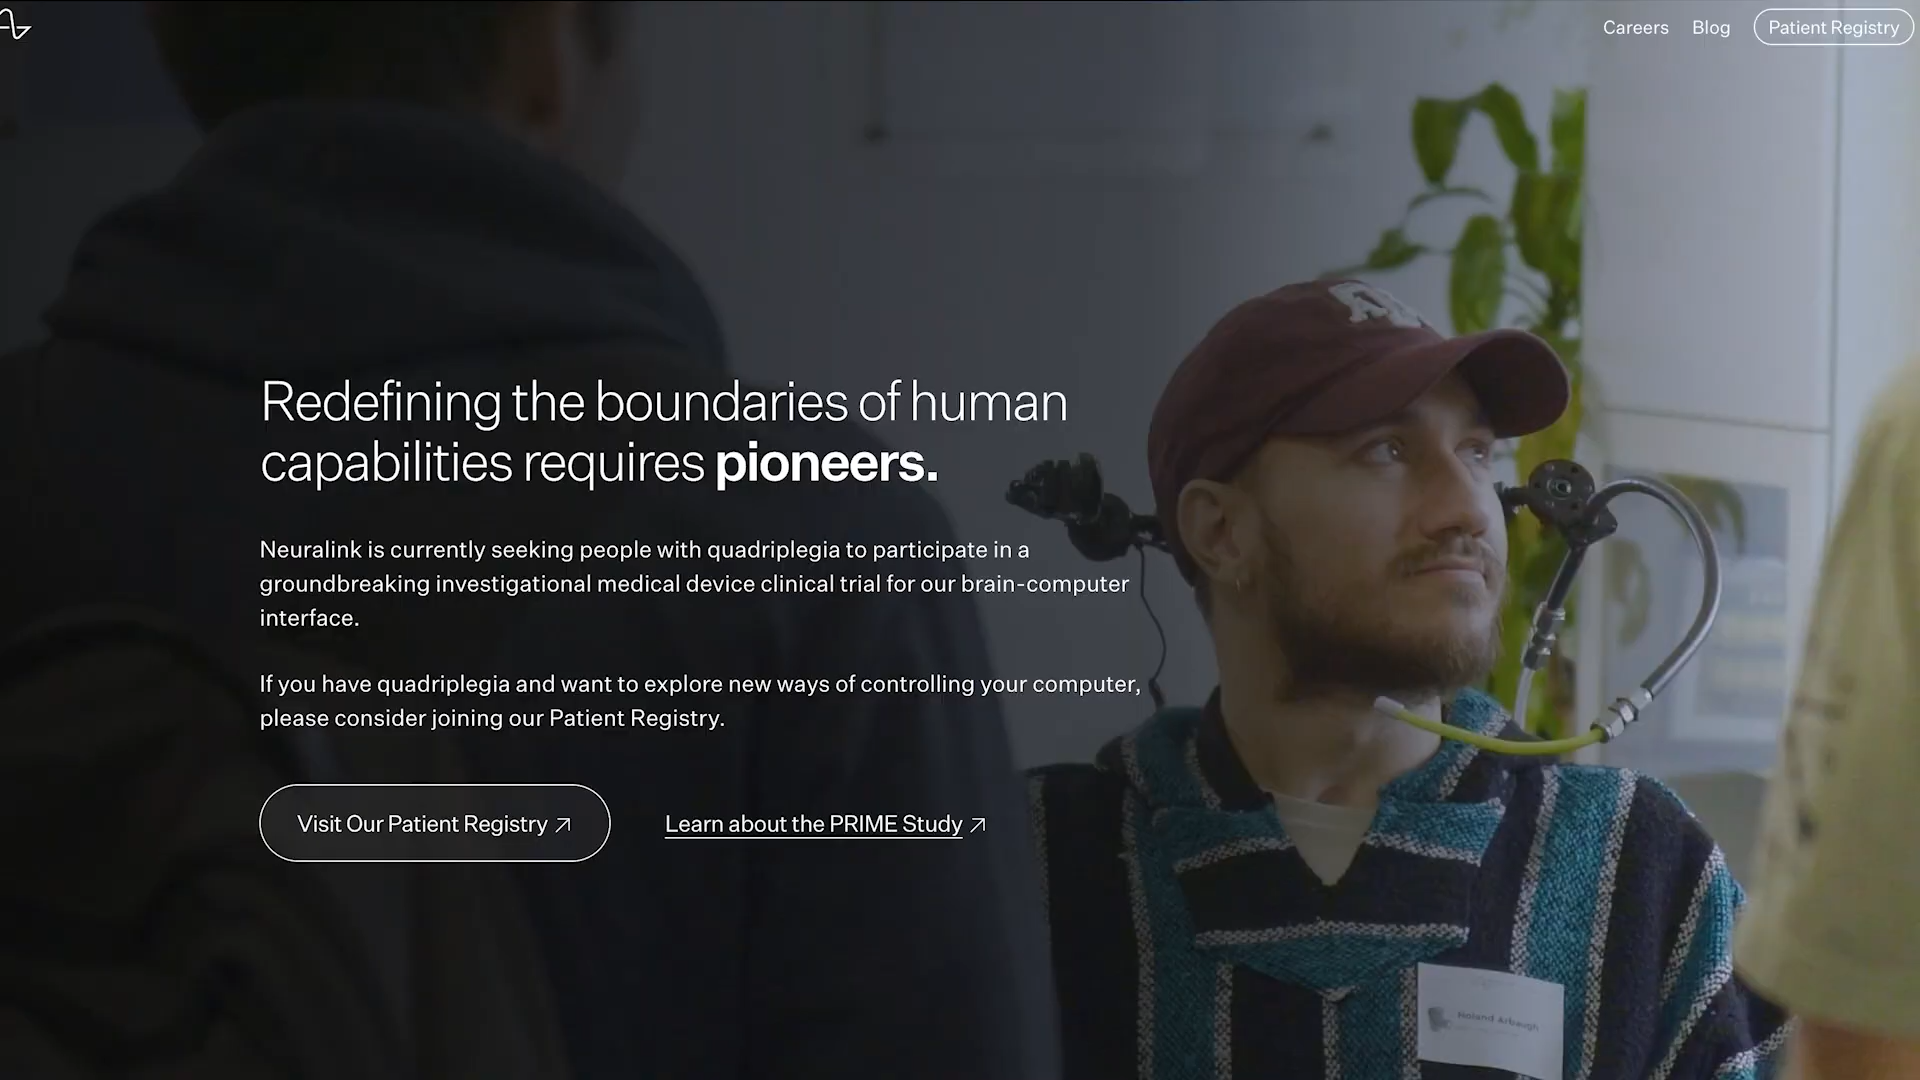 Careers Blog Patient Registry
Redefining the boundaries of human
capabilities requires pioneers.
Neuralink is currently seeking people with quadriplegia to participate in a
groundbreaking investigational medical device clinical trial for our brain-computer
interface.
If you have quadriplegia and want to explore new ways of controlling your computer,
please consider joining our Patient Registry.
Visit Our Patient Registry
Learn about the PRIME Study
Noland Arbaugh